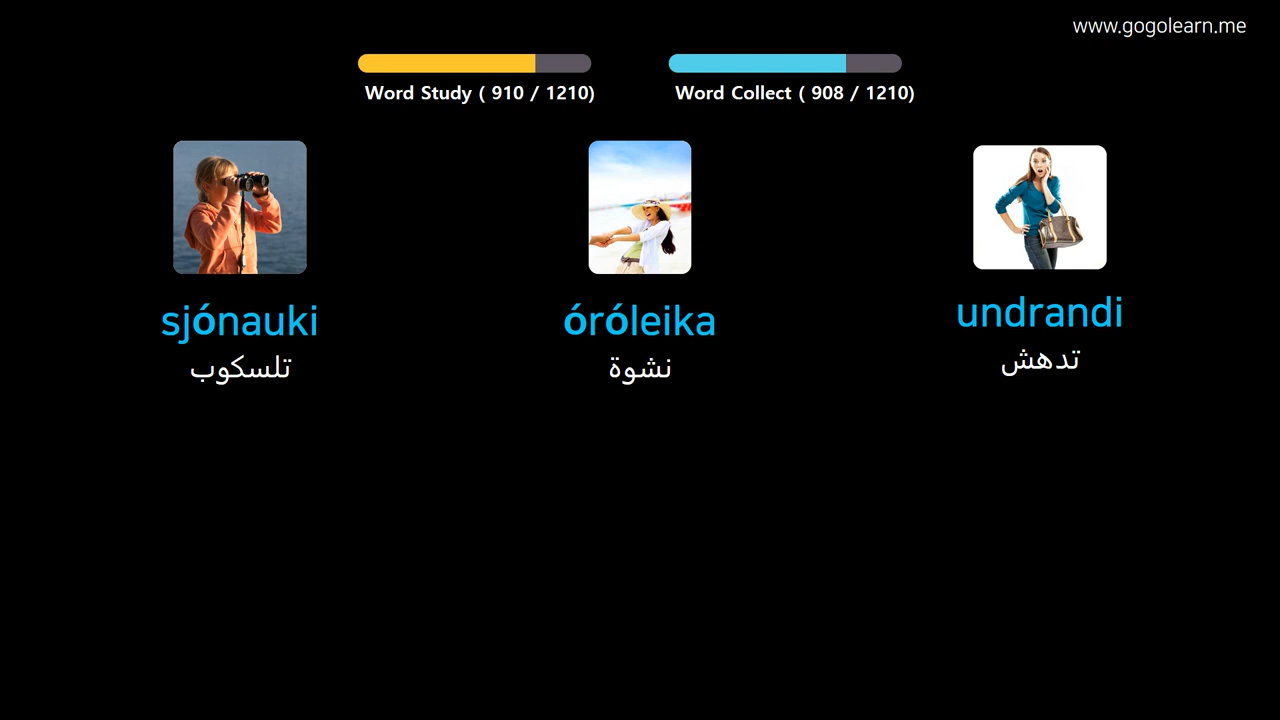 www.gogolearn.me
Word Study ( 910 / 1210)
Word Collect ( 908 / 1210)
sjónauki
تلسكوب
óróleika
نشوة
undrandi
تدهش